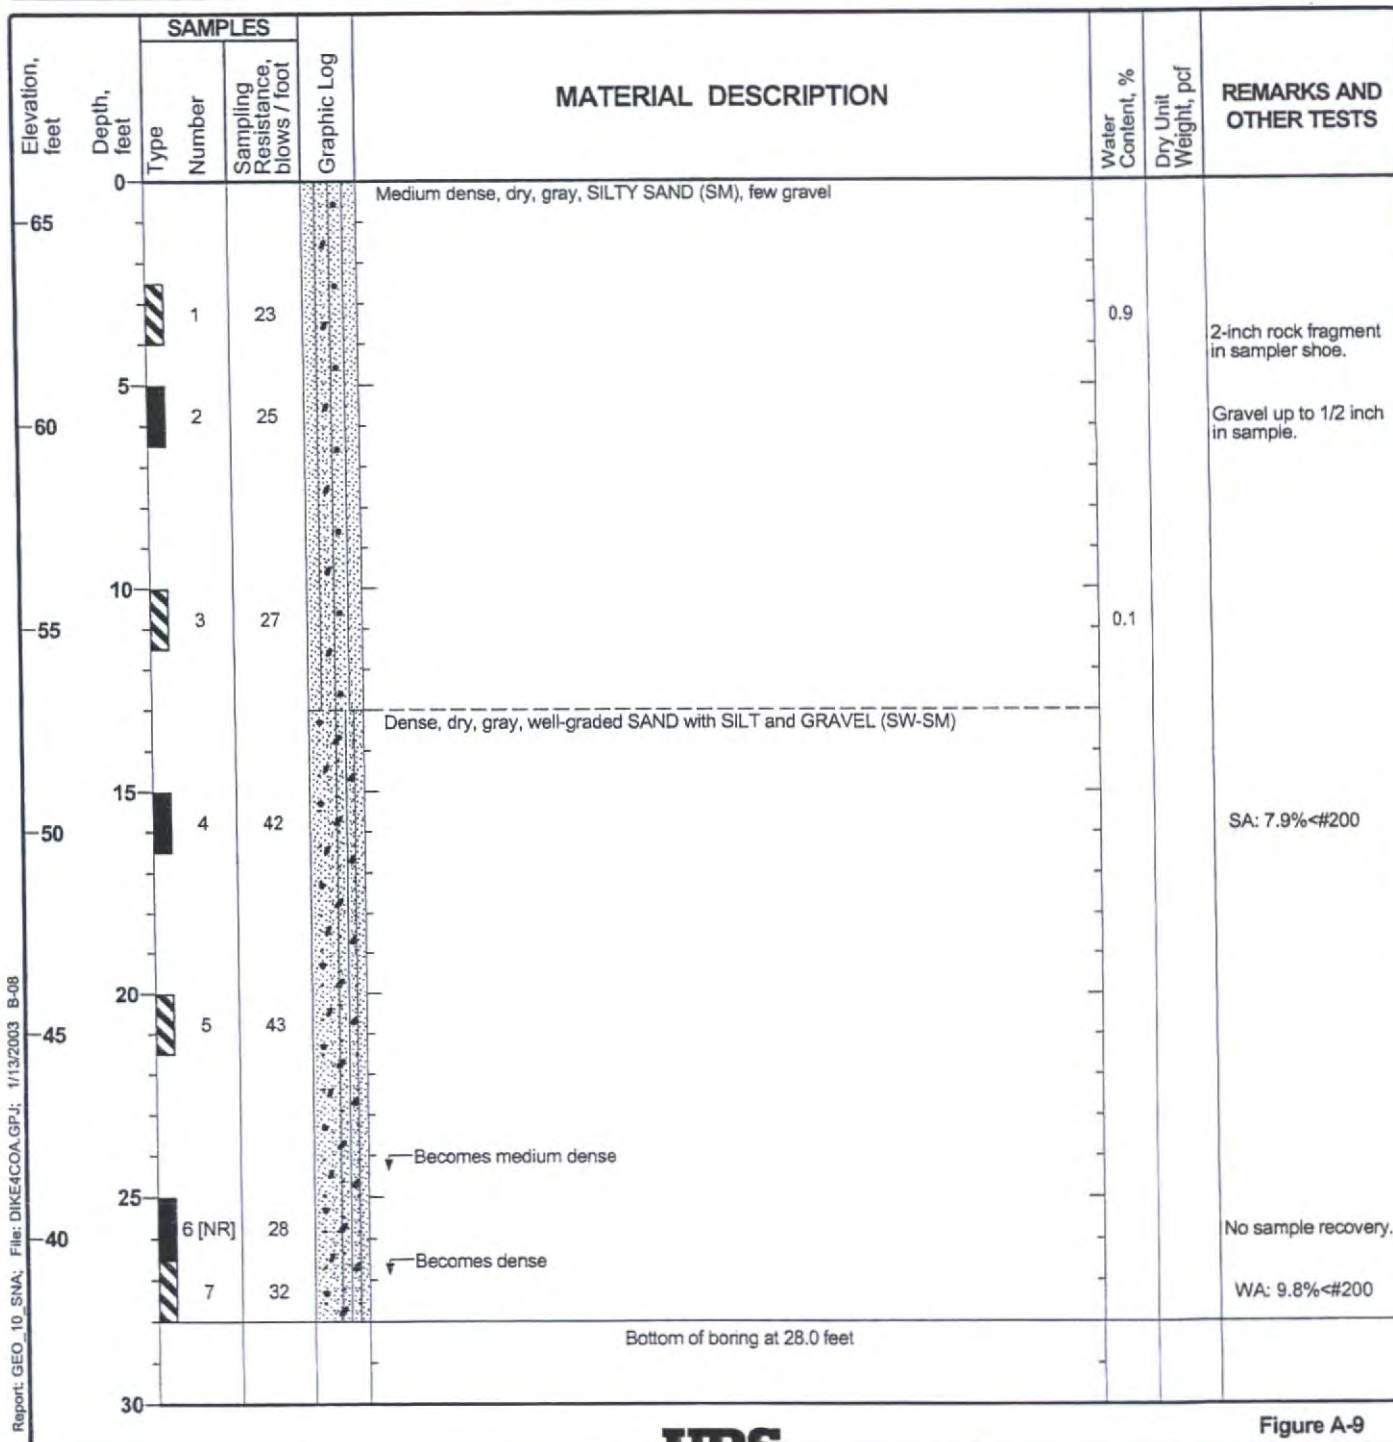 SAMPLES
Elevation,
feet
Depth,
feet
Type
Number
Sampling
Resistance,
blows / foot
Graphic Log
MATERIAL DESCRIPTION
Water
Content, %
Dry Unit
Weight, pcf
REMARKS AND
OTHER TESTS
0
Medium dense, dry, gray, SILTY SAND (SM), few gravel
65
1 23 0.9
2-inch rock fragment
in sampler shoe.
5
60 2 25
Gravel up to 1/2 inch
in sample.
10
55 3 27 0.1
Dense, dry, gray, well-graded SAND with SILT and GRAVEL (SW-SM)
15
50 4 42 SA: 7.9%<#200
20
45 5 43
Becomes medium dense
25
40 6 [NR] 28 No sample recovery.
Becomes dense
7 32 WA: 9.8%<#200
Bottom of boring at 28.0 feet
30
Report: GEO_10_SNA; File: DIKE4COA.GPJ; 1/13/2003 B-08
URS
Figure A-9